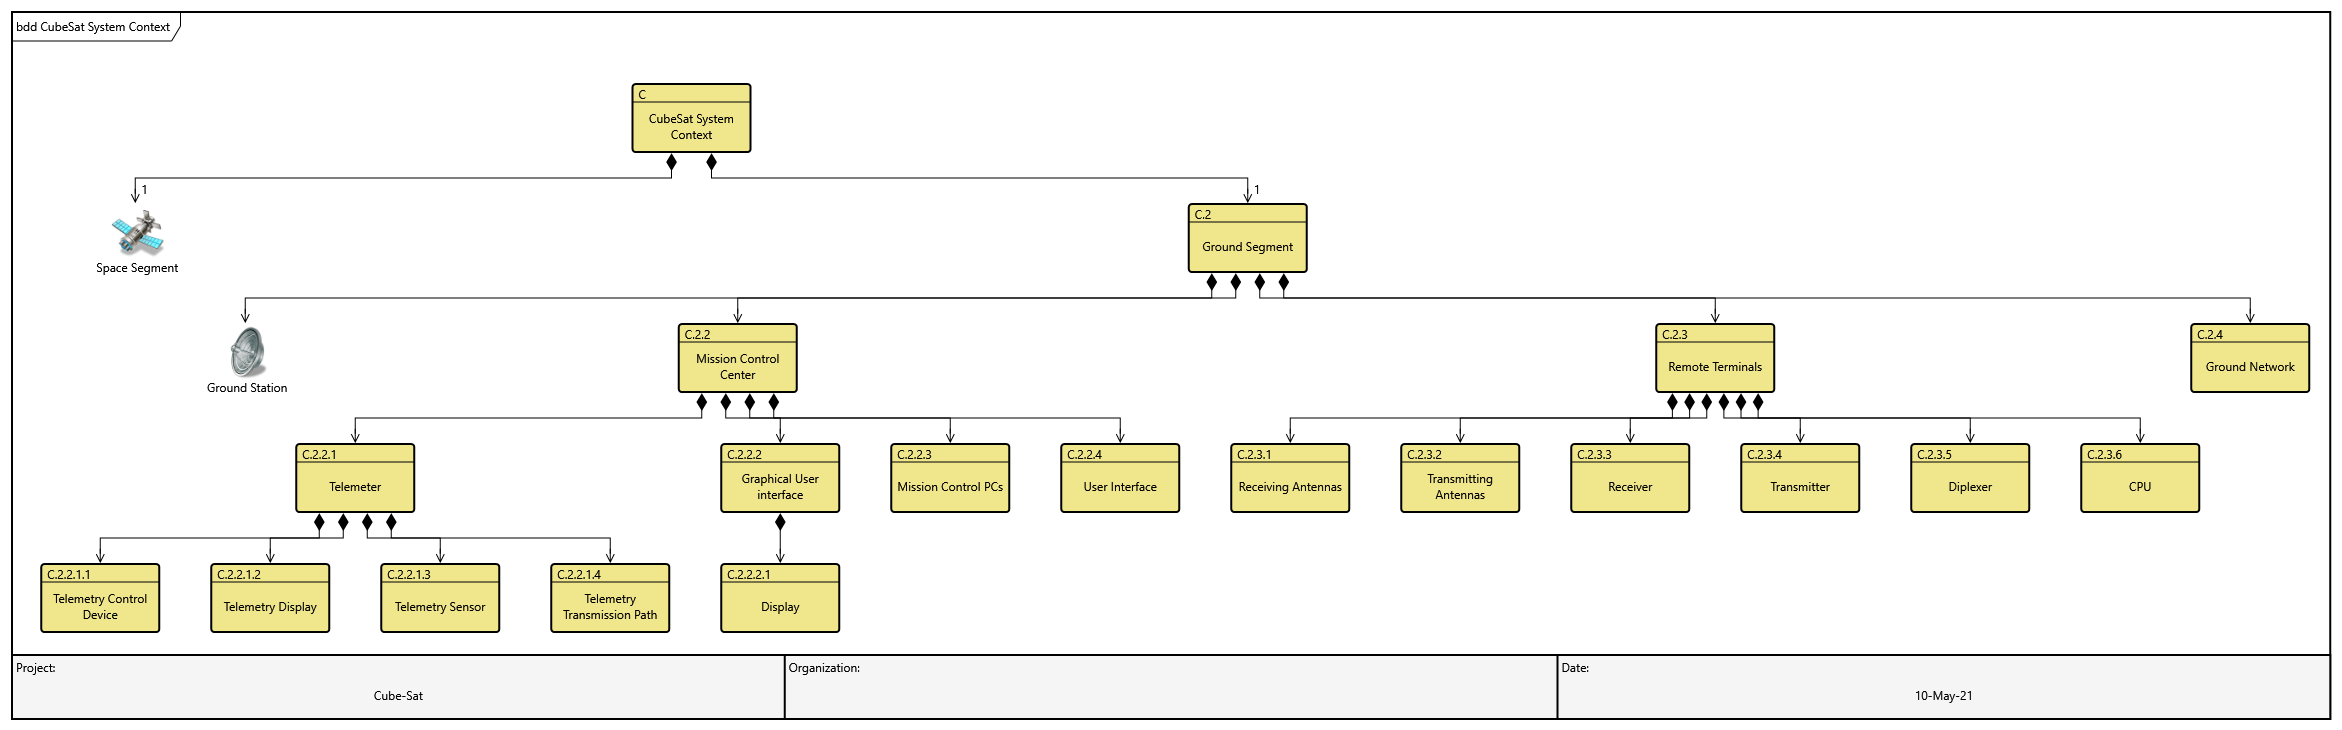 bdd CubeSat System Context
C
CubeSat System
Context
1
1
Space Segment
C.2
Ground Segment
Ground Station
C.2.2
Mission Control
Center
C.2.3
Remote Terminals
C.2.4
Ground Network
C.2.2.1
Telemeter
C.2.2.2
Graphical User
interface
C.2.2.3
Mission Control PCs
C.2.2.4
User Interface
C.2.3.1
Receiving Antennas
C.2.3.2
Transmitting
Antennas
C.2.3.3
Receiver
C.2.3.4
Transmitter
C.2.3.5
Diplexer
C.2.3.6
CPU
C.2.2.1.1
Telemetry Control
Device
C.2.2.1.2
Telemetry Display
C.2.2.1.3
Telemetry Sensor
C.2.2.1.4
Telemetry
Transmission Path
C.2.2.2.1
Display
Project:
Cube-Sat
Organization:
Date:
10-May-21